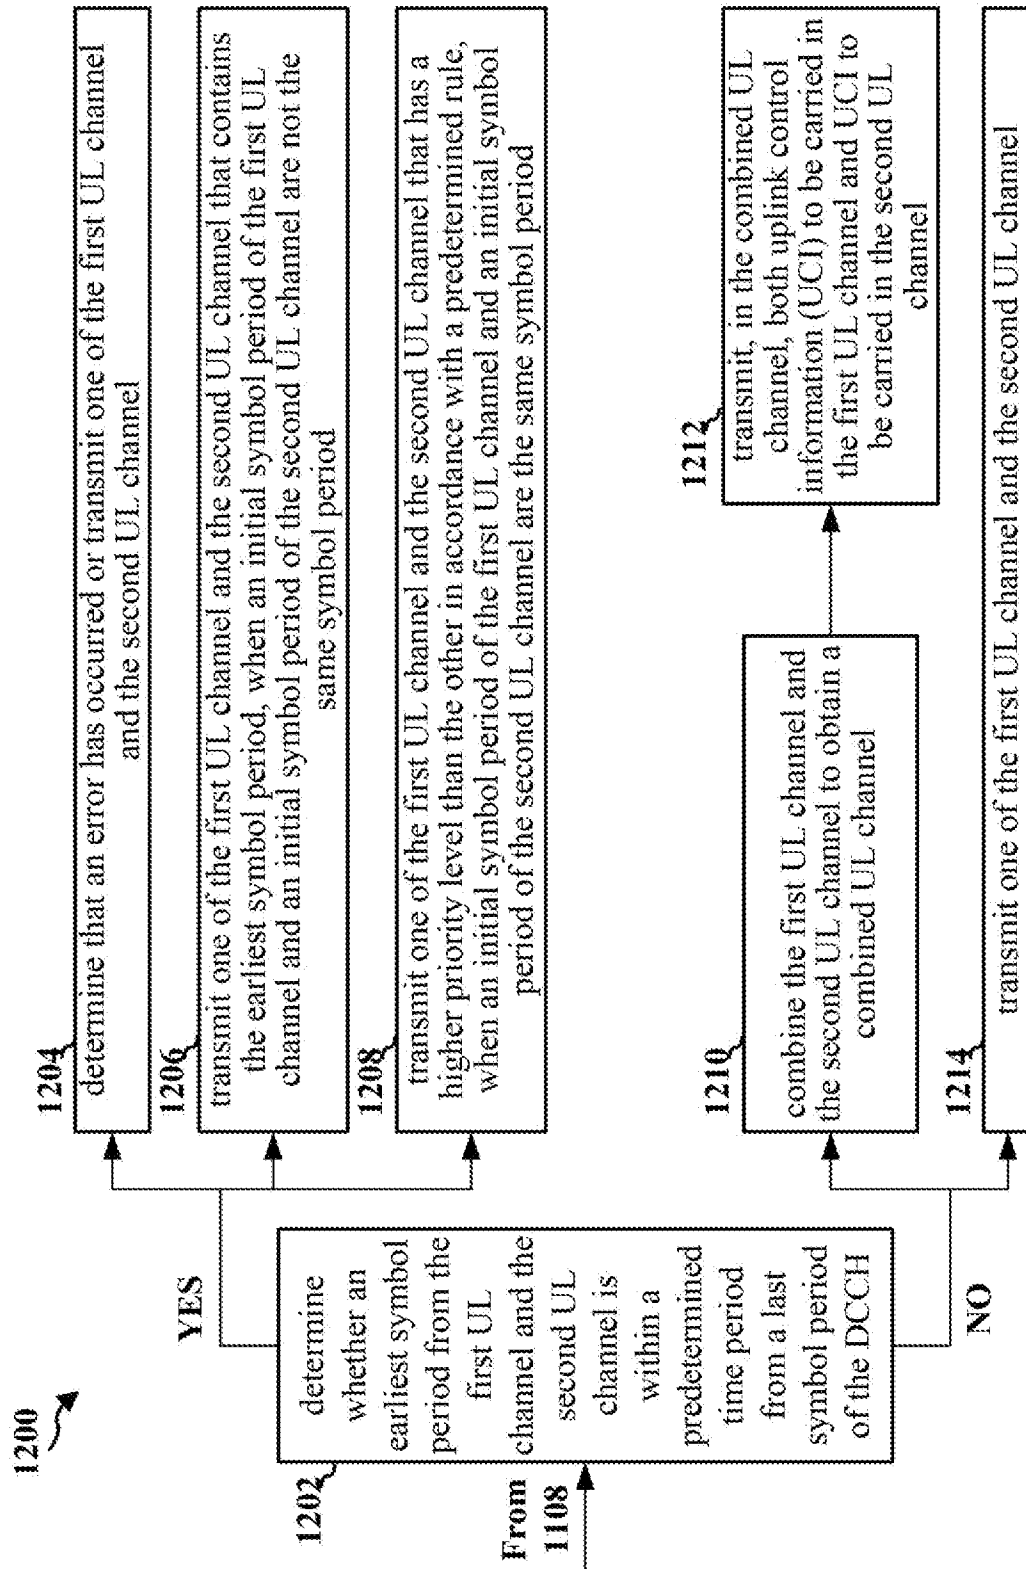 1200
From
1108
1202
determine
whether an
earliest symbol
period from the
first UL
channel and the
second UL
channel is
within a
predetermined
time period
from a last
symbol period
of the DCCH
YES
NO
1204
determine that an error has occurred or transmit one of the first UL channel
and the second UL channel
1206
transmit one of the first UL channel and the second UL channel that contains
the earliest symbol period, when an initial symbol period of the first UL
channel and an initial symbol period of the second UL channel are not the
same symbol period
1208
transmit one of the first UL channel and the second UL channel that has a
higher priority level than the other in accordance with a predetermined rule,
when an initial symbol period of the first UL channel and an initial symbol
period of the second UL channel are the same symbol period
1210
combine the first UL channel and
the second UL channel to obtain a
combined UL channel
1212
transmit, in the combined UL
channel, both uplink control
information (UCI) to be carried in
the first UL channel and UCI to
be carried in the second UL
channel
1214
transmit one of the first UL channel and the second UL channel